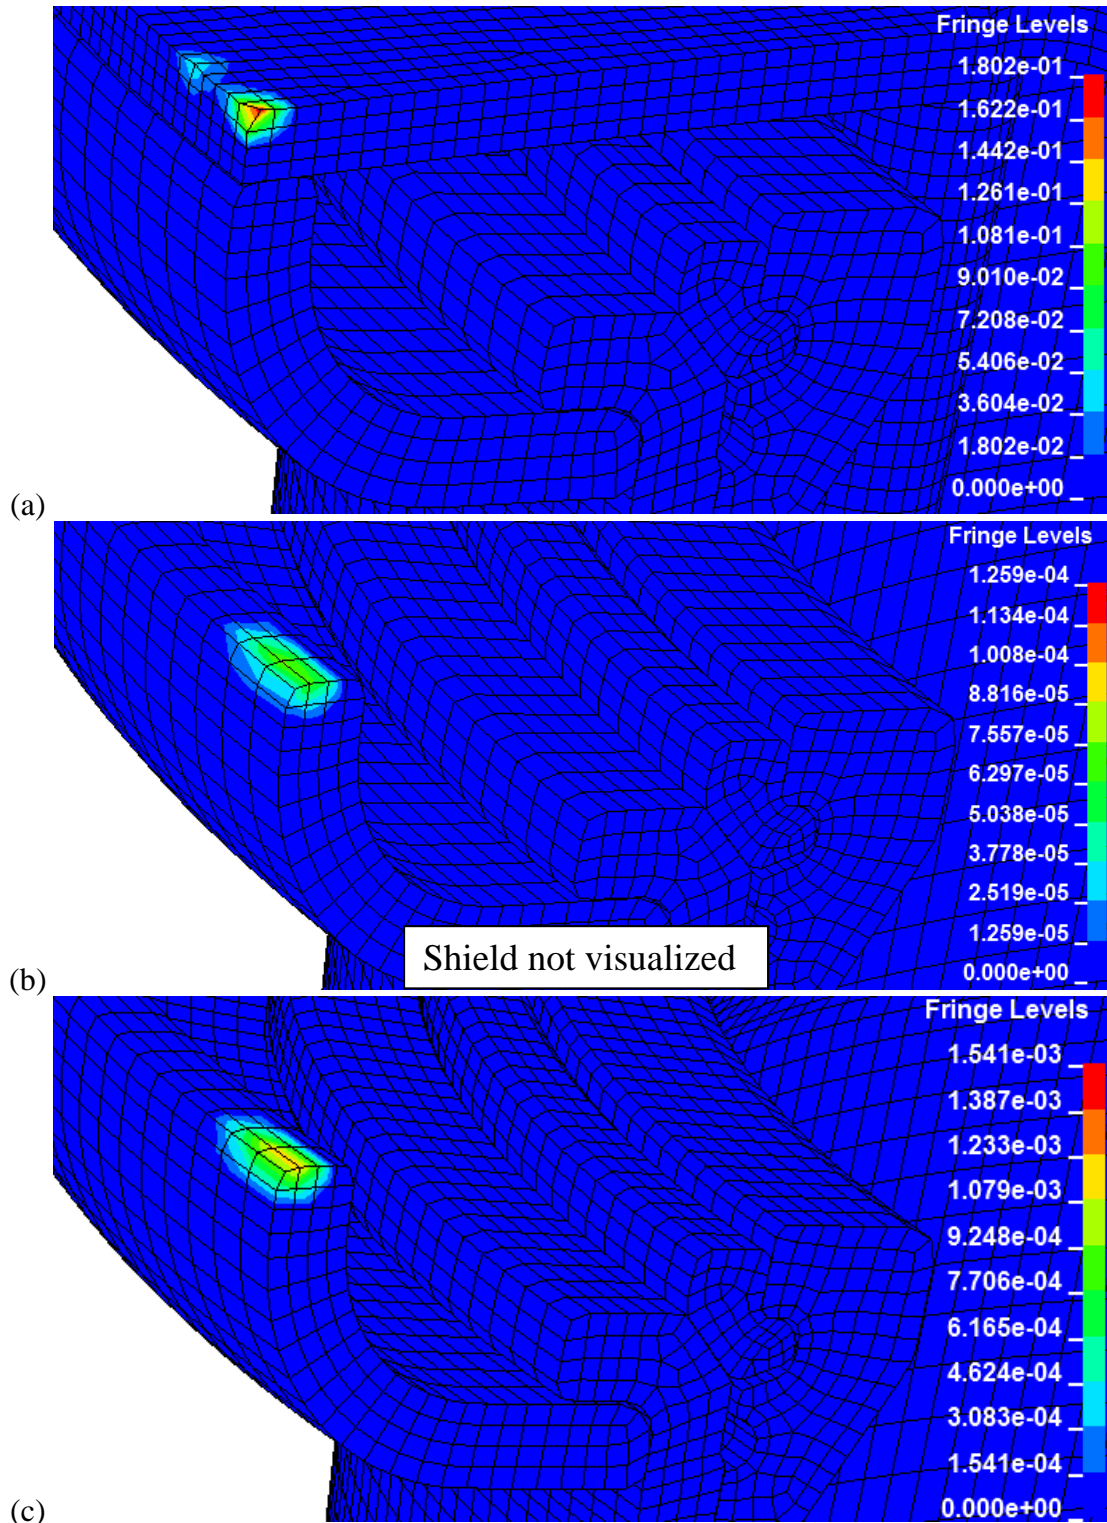 Fringe Levels
1.802e-01
1.622e-01
1.442e-01
1.261e-01
1.081e-01
9.010e-02
7.208e-02
5.406e-02
3.604e-02
1.802e-02
0.000e+00
(a)
Fringe Levels
1.259e-04
1.134e-04
1.008e-04
8.816e-05
7.557e-05
6.297e-05
5.038e-05
3.778e-05
2.519e-05
1.259e-05
0.000e+00
Shield not visualized
(b)
Fringe Levels
1.541e-03
1.387e-03
1.233e-03
1.079e-03
9.248e-04
7.706e-04
6.165e-04
4.624e-04
3.083e-04
1.541e-04
0.000e+00
(c)